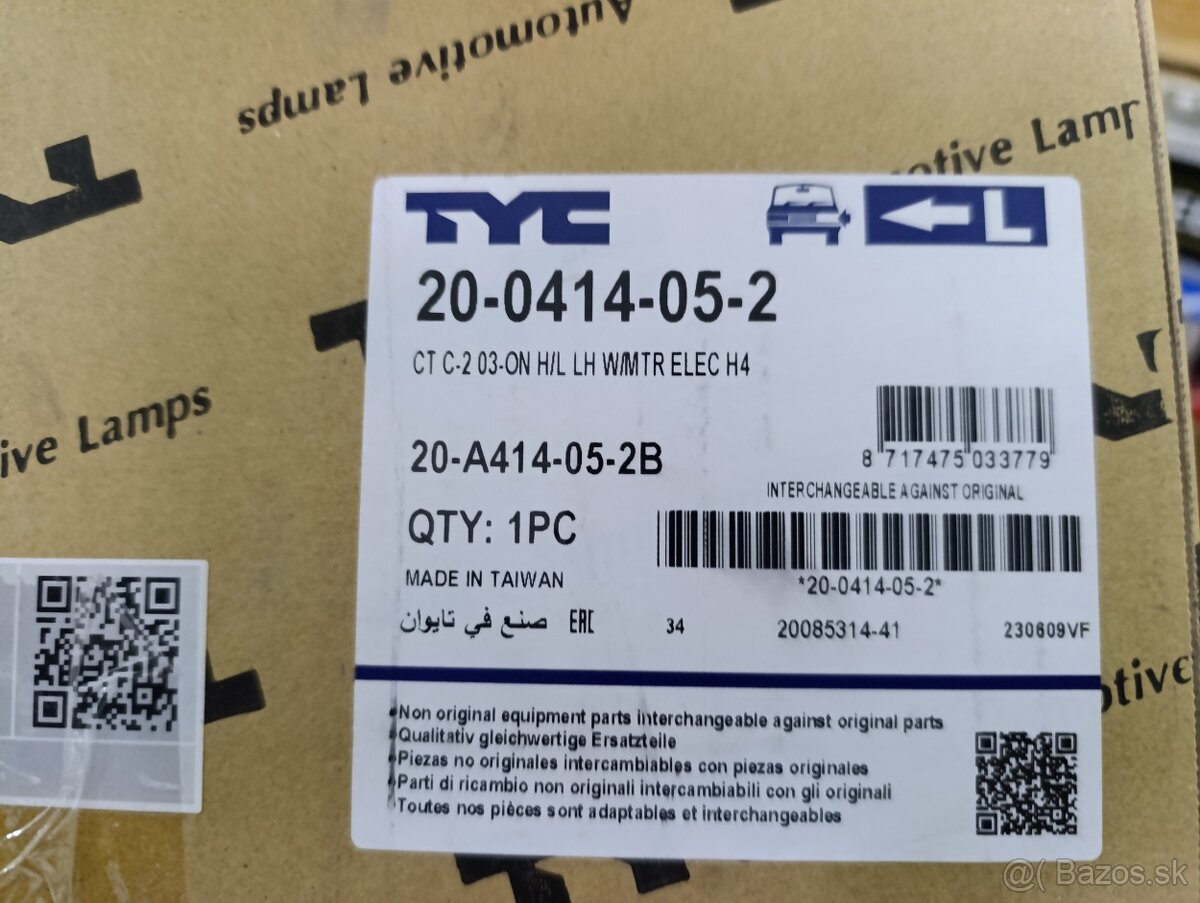 Automotive Lamps
otive Lamp
ive Lamps
TYC
L
20-0414-05-2
CT C-2 03-ON H/L LH W/MTR ELEC H4
20-A414-05-2B
8 717475 033779
INTERCHANGEABLE AGAINST ORIGINAL
QTY: 1PC
MADE IN TAIWAN
*20-0414-05-2*
صنع في تايوان EAC 34 20085314-41 230609VF
otive
•Non original equipment parts interchangeable against original parts
•Qualitativ gleichwertige Ersatzteile
•Piezas no originales intercambiables con piezas originales
•Parti di ricambio non originali intercambiabili con gli originali
•Toutes nos pièces sont adaptables et interchangeables
@( Bazos.sk